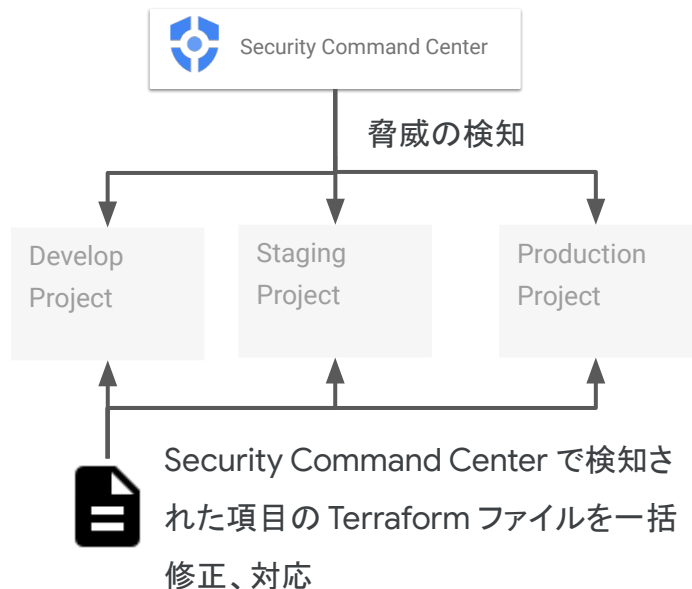 Security Command Center
脅威の検知
Develop
Project
Staging
Project
Production
Project
Security Command Center で検知さ
れた項目の Terraform ファイルを一括
修正、対応